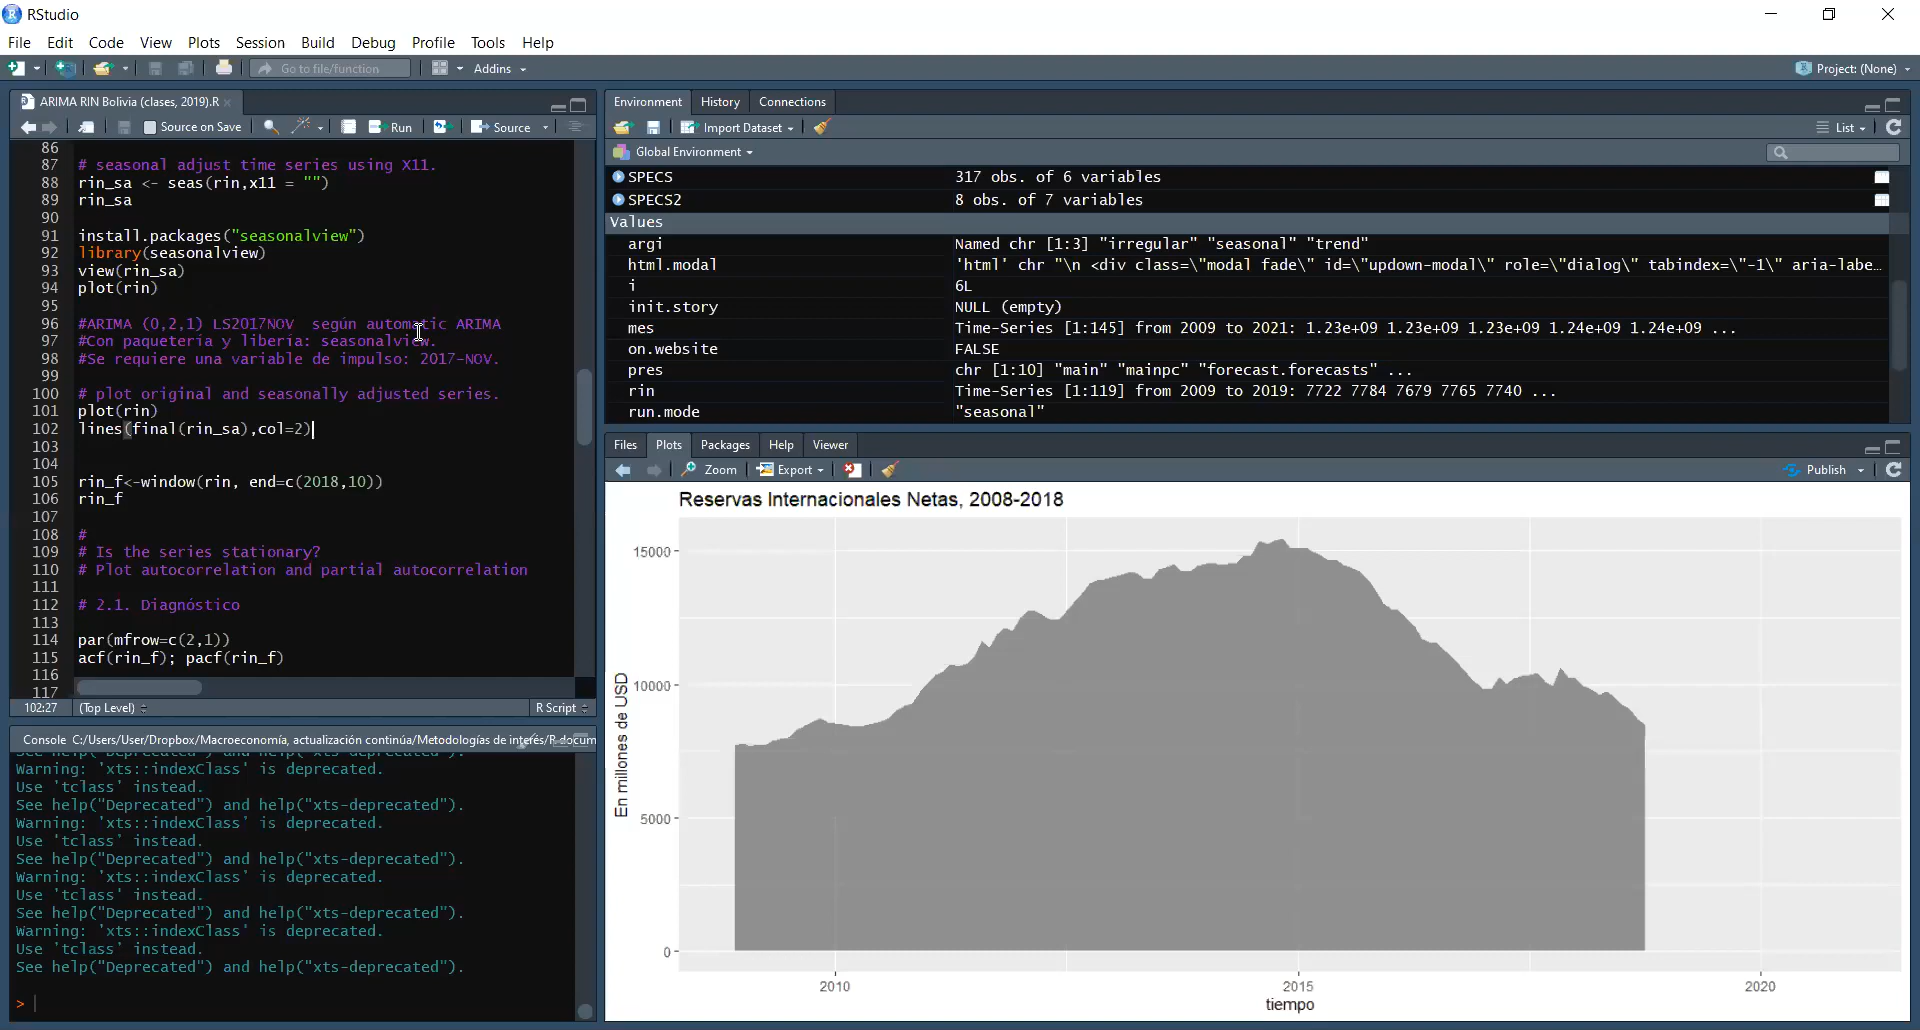 RStudio
File Edit Code View Plots Session Build Debug Profile Tools Help
Go to file/function Addins Project: (None)
ARIMA RIN Bolivia (clases, 2019).R
Source on Save Run Source
86
87 # seasonal adjust time series using X11.
88 rin_sa <- seas(rin,x11 = "")
89 rin_sa
90
91 install.packages("seasonalview")
92 library(seasonalview)
93 view(rin_sa)
94 plot(rin)
95
96 #ARIMA (0,2,1) LS2017NOV  según automatic ARIMA
97 #Con paquetería y libería: seasonalview.
98 #Se requiere una variable de impulso: 2017-NOV.
99
100 # plot original and seasonally adjusted series.
101 plot(rin)
102 lines(final(rin_sa),col=2)
103
104
105 rin_f<-window(rin, end=c(2018,10))
106 rin_f
107
108 #
109 # Is the series stationary?
110 # Plot autocorrelation and partial autocorrelation
111
112 # 2.1. Diagnóstico
113
114 par(mfrow=c(2,1))
115 acf(rin_f); pacf(rin_f)
116
117
102:27 (Top Level) R Script
Console C:/Users/User/Dropbox/Macroeconomía, actualización continúa/Metodologías de interés/R-docum
See help("Deprecated") and help("xts-deprecated").
Warning: 'xts::indexClass' is deprecated.
Use 'tclass' instead.
See help("Deprecated") and help("xts-deprecated").
Warning: 'xts::indexClass' is deprecated.
Use 'tclass' instead.
See help("Deprecated") and help("xts-deprecated").
Warning: 'xts::indexClass' is deprecated.
Use 'tclass' instead.
See help("Deprecated") and help("xts-deprecated").
Warning: 'xts::indexClass' is deprecated.
Use 'tclass' instead.
See help("Deprecated") and help("xts-deprecated").
>
Environment History Connections
Import Dataset List
Global Environment
SPECS 317 obs. of 6 variables
SPECS2 8 obs. of 7 variables
Values
argi Named chr [1:3] "irregular" "seasonal" "trend"
html.modal 'html' chr "\n <div class=\"modal fade\" id=\"updown-modal\" role=\"dialog\" tabindex=\"-1\" aria-labe…
i 6L
init.story NULL (empty)
mes Time-Series [1:145] from 2009 to 2021: 1.23e+09 1.23e+09 1.23e+09 1.24e+09 1.24e+09 ...
on.website FALSE
pres chr [1:10] "main" "mainpc" "forecast.forecasts" ...
rin Time-Series [1:119] from 2009 to 2019: 7722 7784 7679 7765 7740 ...
run.mode "seasonal"
Files Plots Packages Help Viewer
Zoom Export Publish
Reservas Internacionales Netas, 2008-2018
En millones de USD
15000
10000
5000
0
2010 2015 2020
tiempo